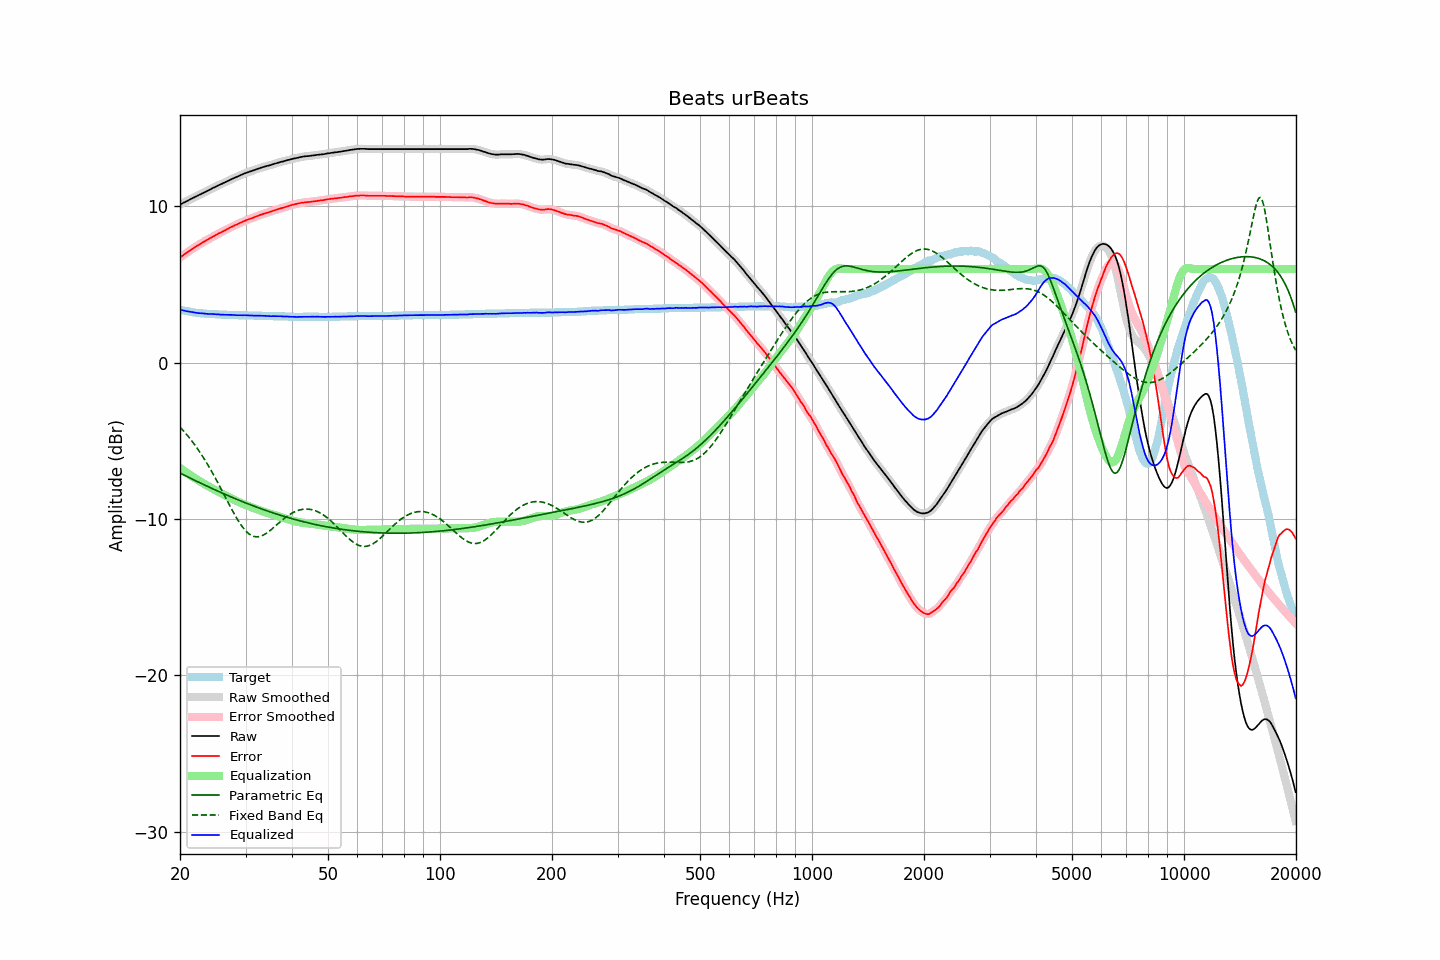 Beats urBeats
Amplitude (dBr)
10
0
−10
−20
−30
Target
Raw Smoothed
Error Smoothed
Raw
Error
Equalization
Parametric Eq
Fixed Band Eq
Equalized
20 50 100 200 500 1000 2000 5000 10000 20000
Frequency (Hz)